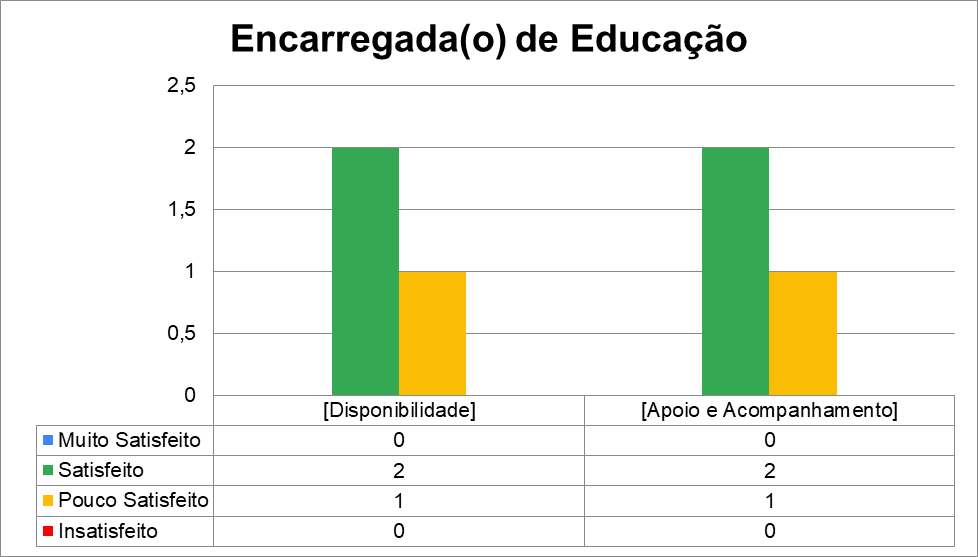 Encarregada(o) de Educação
2,5
2
1,5
1
0,5
0
[Disponibilidade] [Apoio e Acompanhamento]
Muito Satisfeito 0 0
Satisfeito 2 2
Pouco Satisfeito 1 1
Insatisfeito 0 0